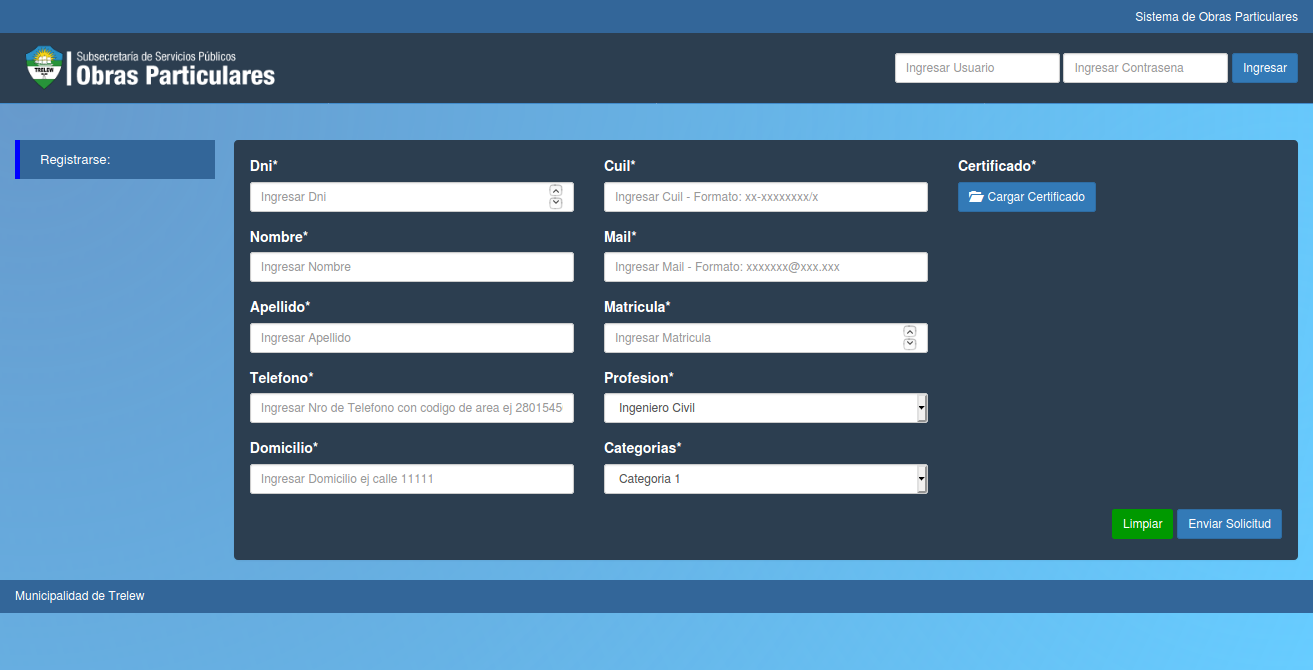 Sistema de Obras Particulares
TRELEW
Subsecretaría de Servicios Públicos
Obras Particulares
Ingresar Usuario
Ingresar Contrasena
Ingresar
Registrarse:
Dni*
Ingresar Dni
Cuil*
Ingresar Cuil - Formato: xx-xxxxxxxx/x
Certificado*
Cargar Certificado
Nombre*
Ingresar Nombre
Mail*
Ingresar Mail - Formato: xxxxxxx@xxx.xxx
Apellido*
Ingresar Apellido
Matricula*
Ingresar Matricula
Telefono*
Ingresar Nro de Telefono con codigo de area ej 2801545
Profesion*
Ingeniero Civil
Domicilio*
Ingresar Domicilio ej calle 11111
Categorias*
Categoria 1
Limpiar
Enviar Solicitud
Municipalidad de Trelew